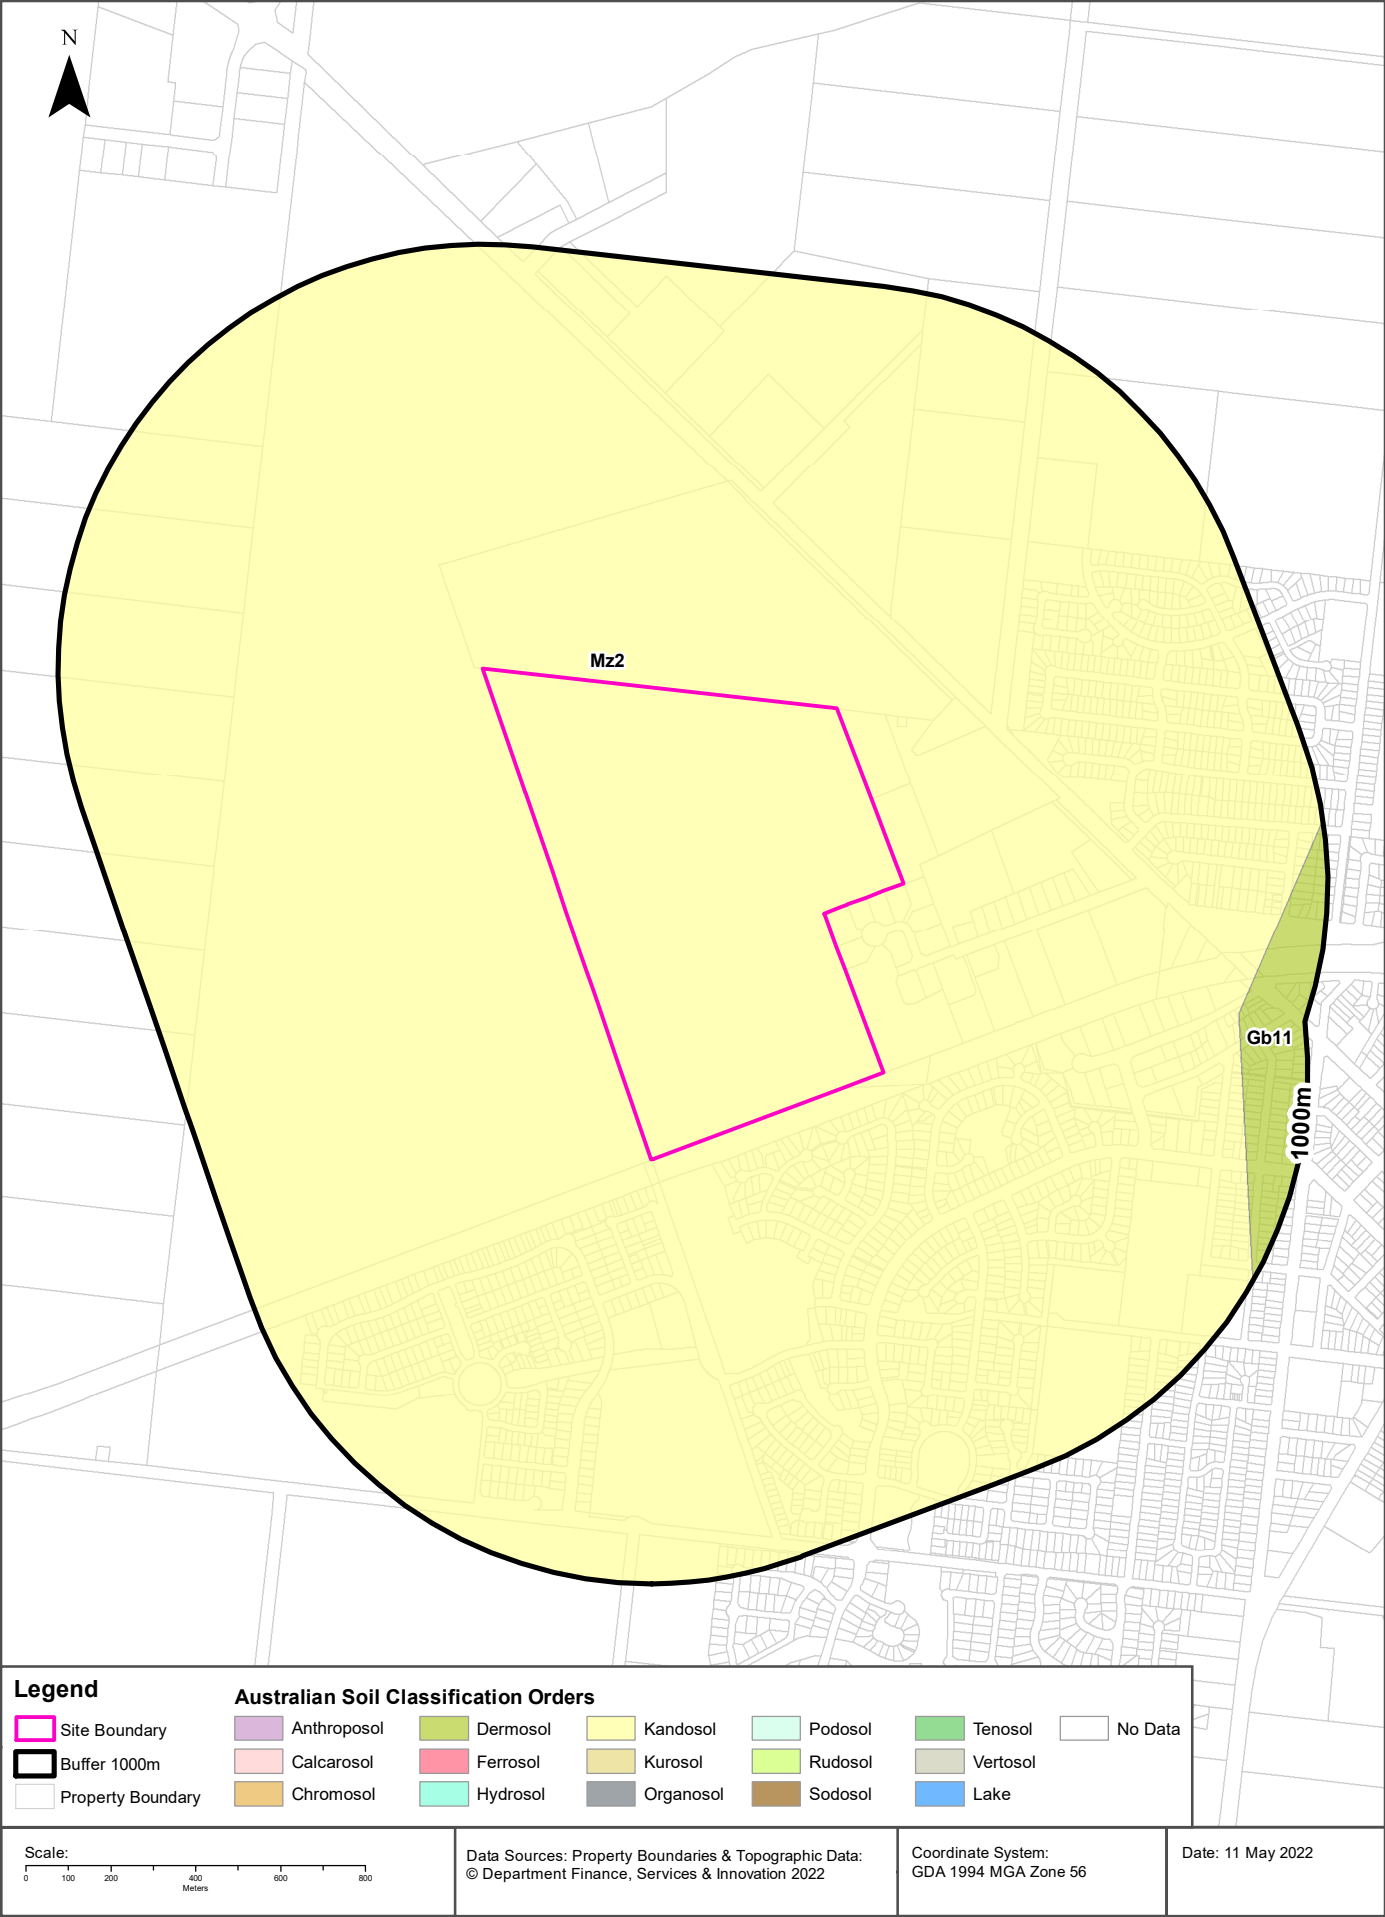 N
Mz2
Gb11
1000m
Legend
Site Boundary
Buffer 1000m
Property Boundary
Australian Soil Classification Orders
Anthroposol
Calcarosol
Chromosol
Dermosol
Ferrosol
Hydrosol
Kandosol
Kurosol
Organosol
Podosol
Rudosol
Sodosol
Tenosol
Vertosol
Lake
No Data
Scale:
0 100 200 400 600 800
Meters
Data Sources: Property Boundaries & Topographic Data:
© Department Finance, Services & Innovation 2022
Coordinate System:
GDA 1994 MGA Zone 56
Date: 11 May 2022